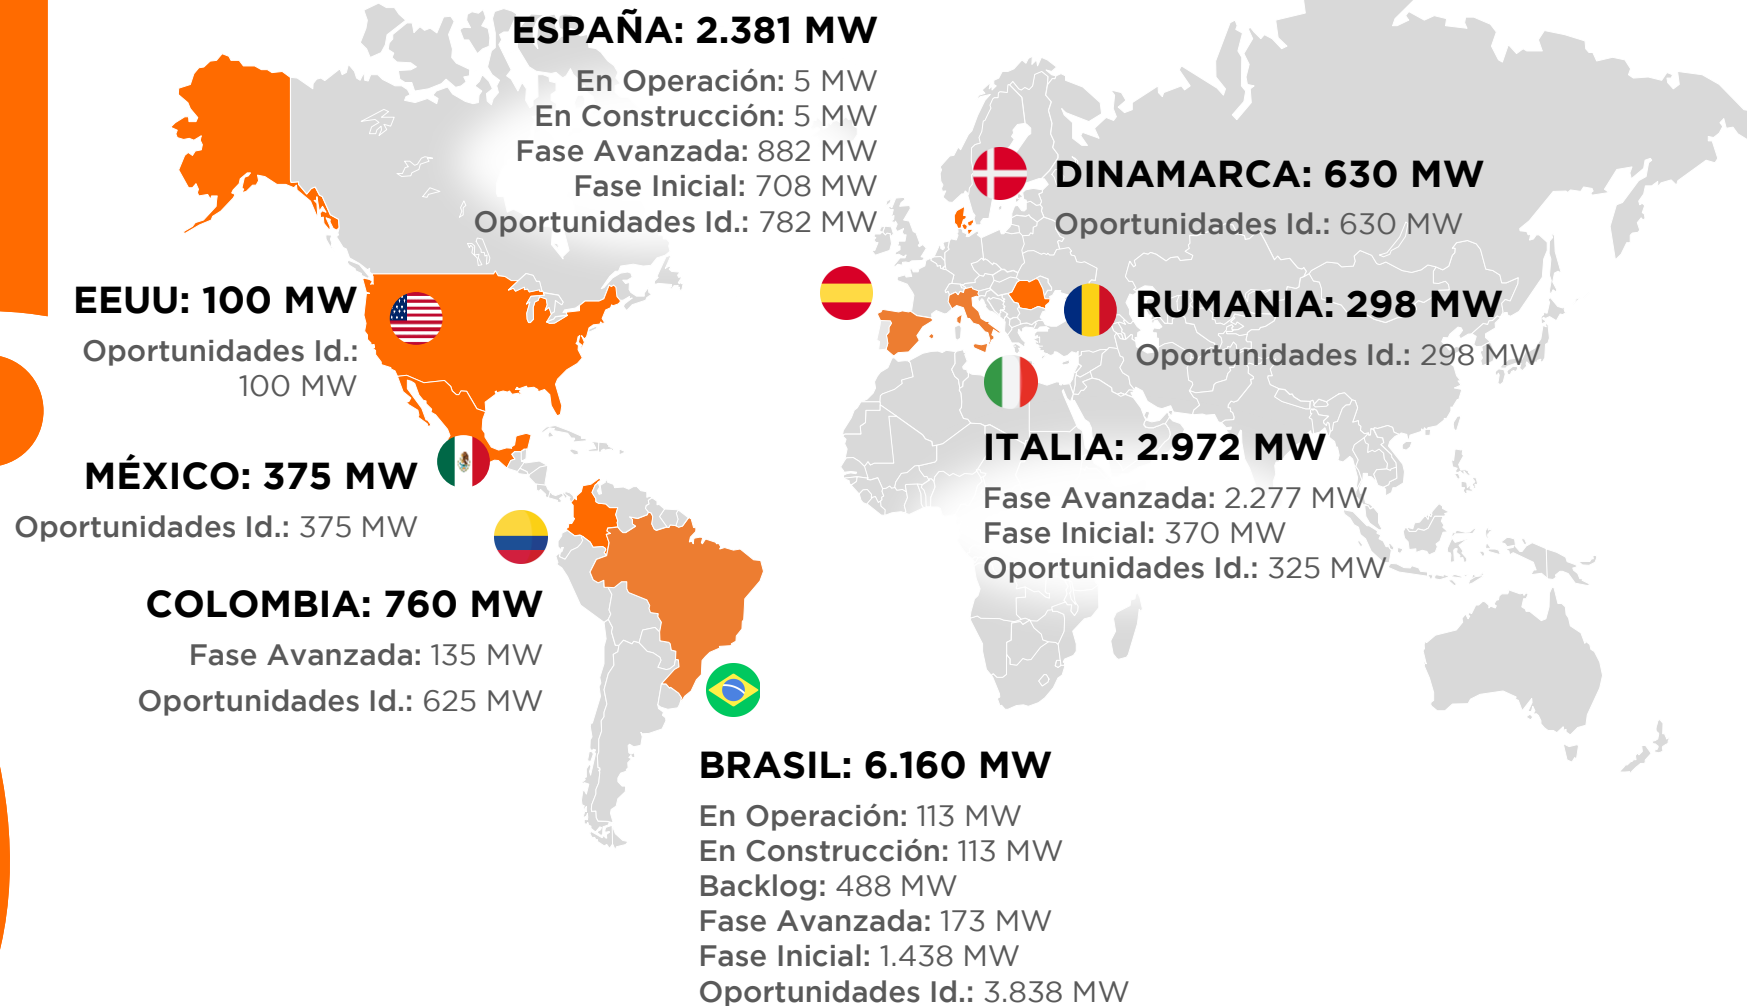 ESPAÑA: 2.381 MW
En Operación: 5 MW
En Construcción: 5 MW
Fase Avanzada: 882 MW
Fase Inicial: 708 MW
Oportunidades Id.: 782 MW
DINAMARCA: 630 MW
Oportunidades Id.: 630 MW
EEUU: 100 MW
Oportunidades Id.:
100 MW
RUMANIA: 298 MW
Oportunidades Id.: 298 MW
ITALIA: 2.972 MW
Fase Avanzada: 2.277 MW
Fase Inicial: 370 MW
Oportunidades Id.: 325 MW
MÉXICO: 375 MW
Oportunidades Id.: 375 MW
COLOMBIA: 760 MW
Fase Avanzada: 135 MW
Oportunidades Id.: 625 MW
BRASIL: 6.160 MW
En Operación: 113 MW
En Construcción: 113 MW
Backlog: 488 MW
Fase Avanzada: 173 MW
Fase Inicial: 1.438 MW
Oportunidades Id.: 3.838 MW